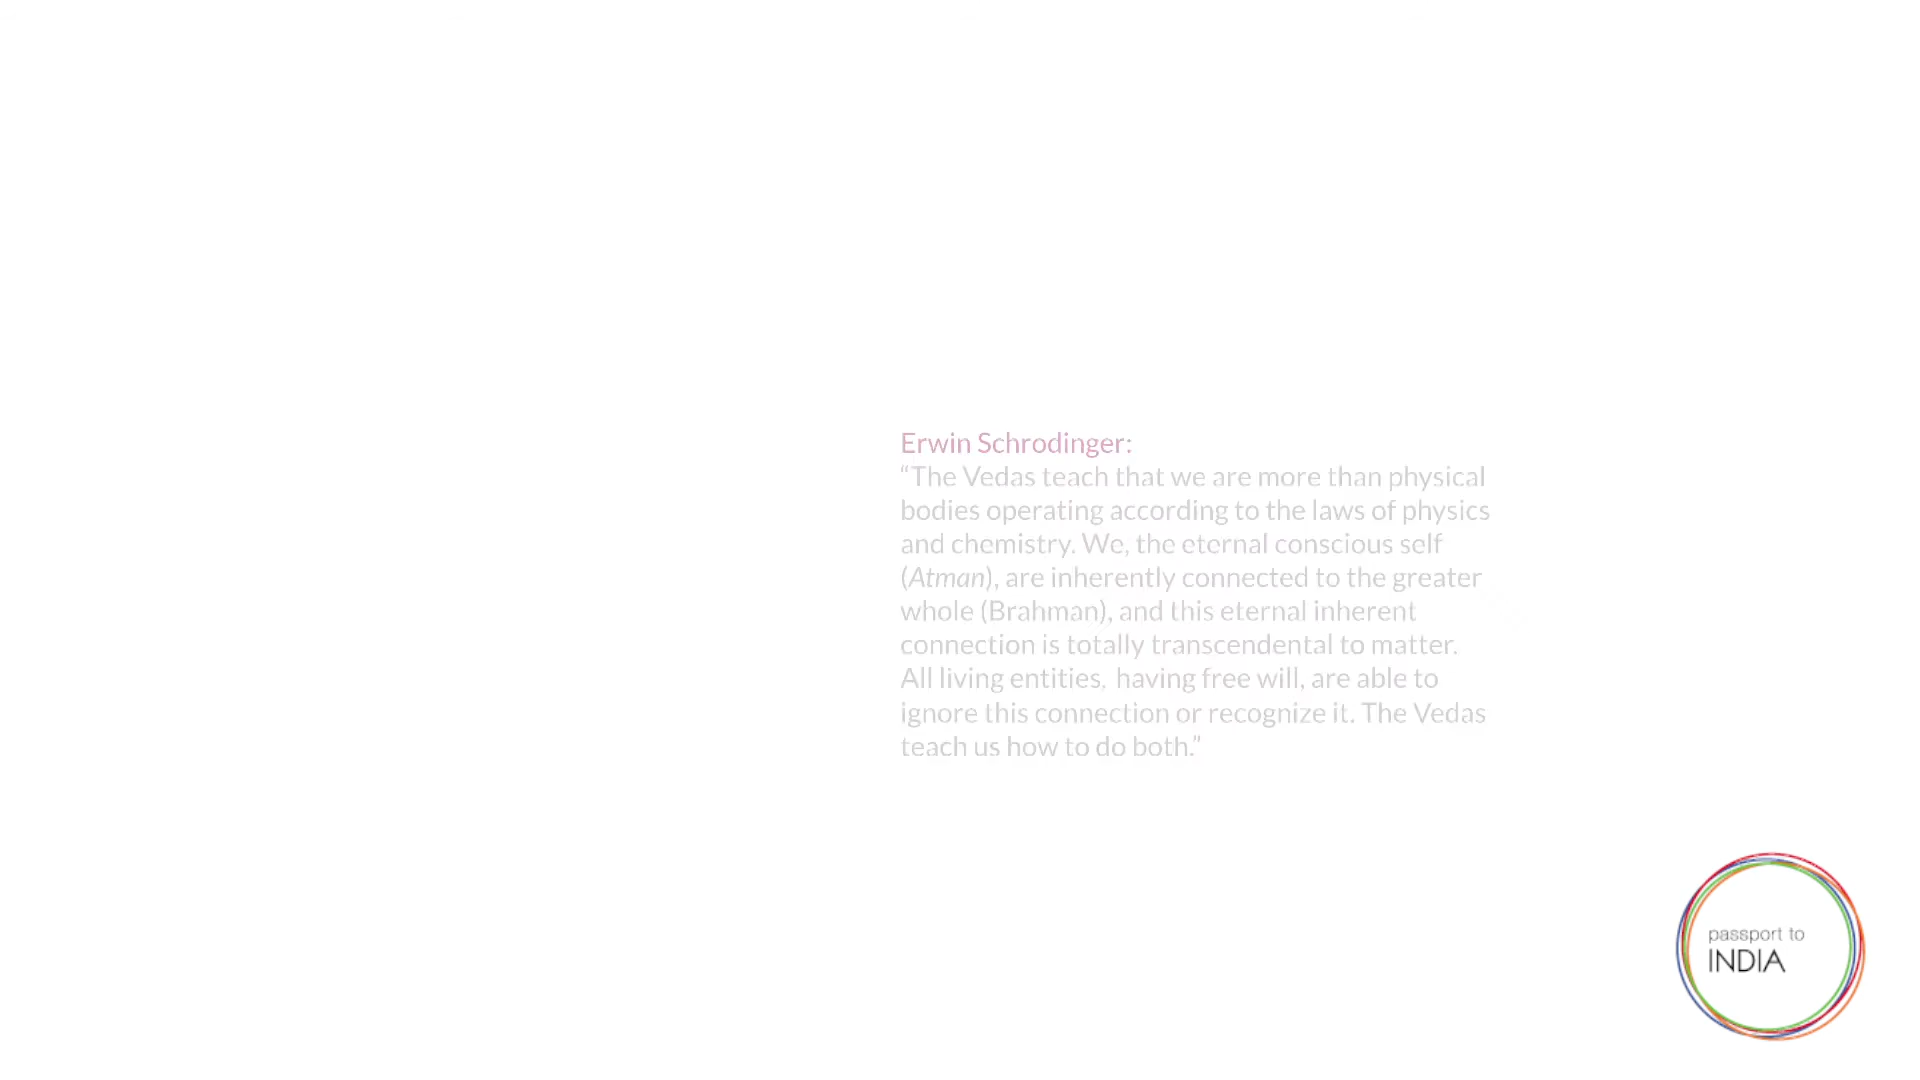 Erwin Schrodinger:
“The Vedas teach that we are more than physical
bodies operating according to the laws of physics
and chemistry. We, the eternal conscious self
(Atman), are inherently connected to the greater
whole (Brahman), and this eternal inherent
connection is totally transcendental to matter.
All living entities, having free will, are able to
ignore this connection or recognize it. The Vedas
teach us how to do both.”
passport to
INDIA